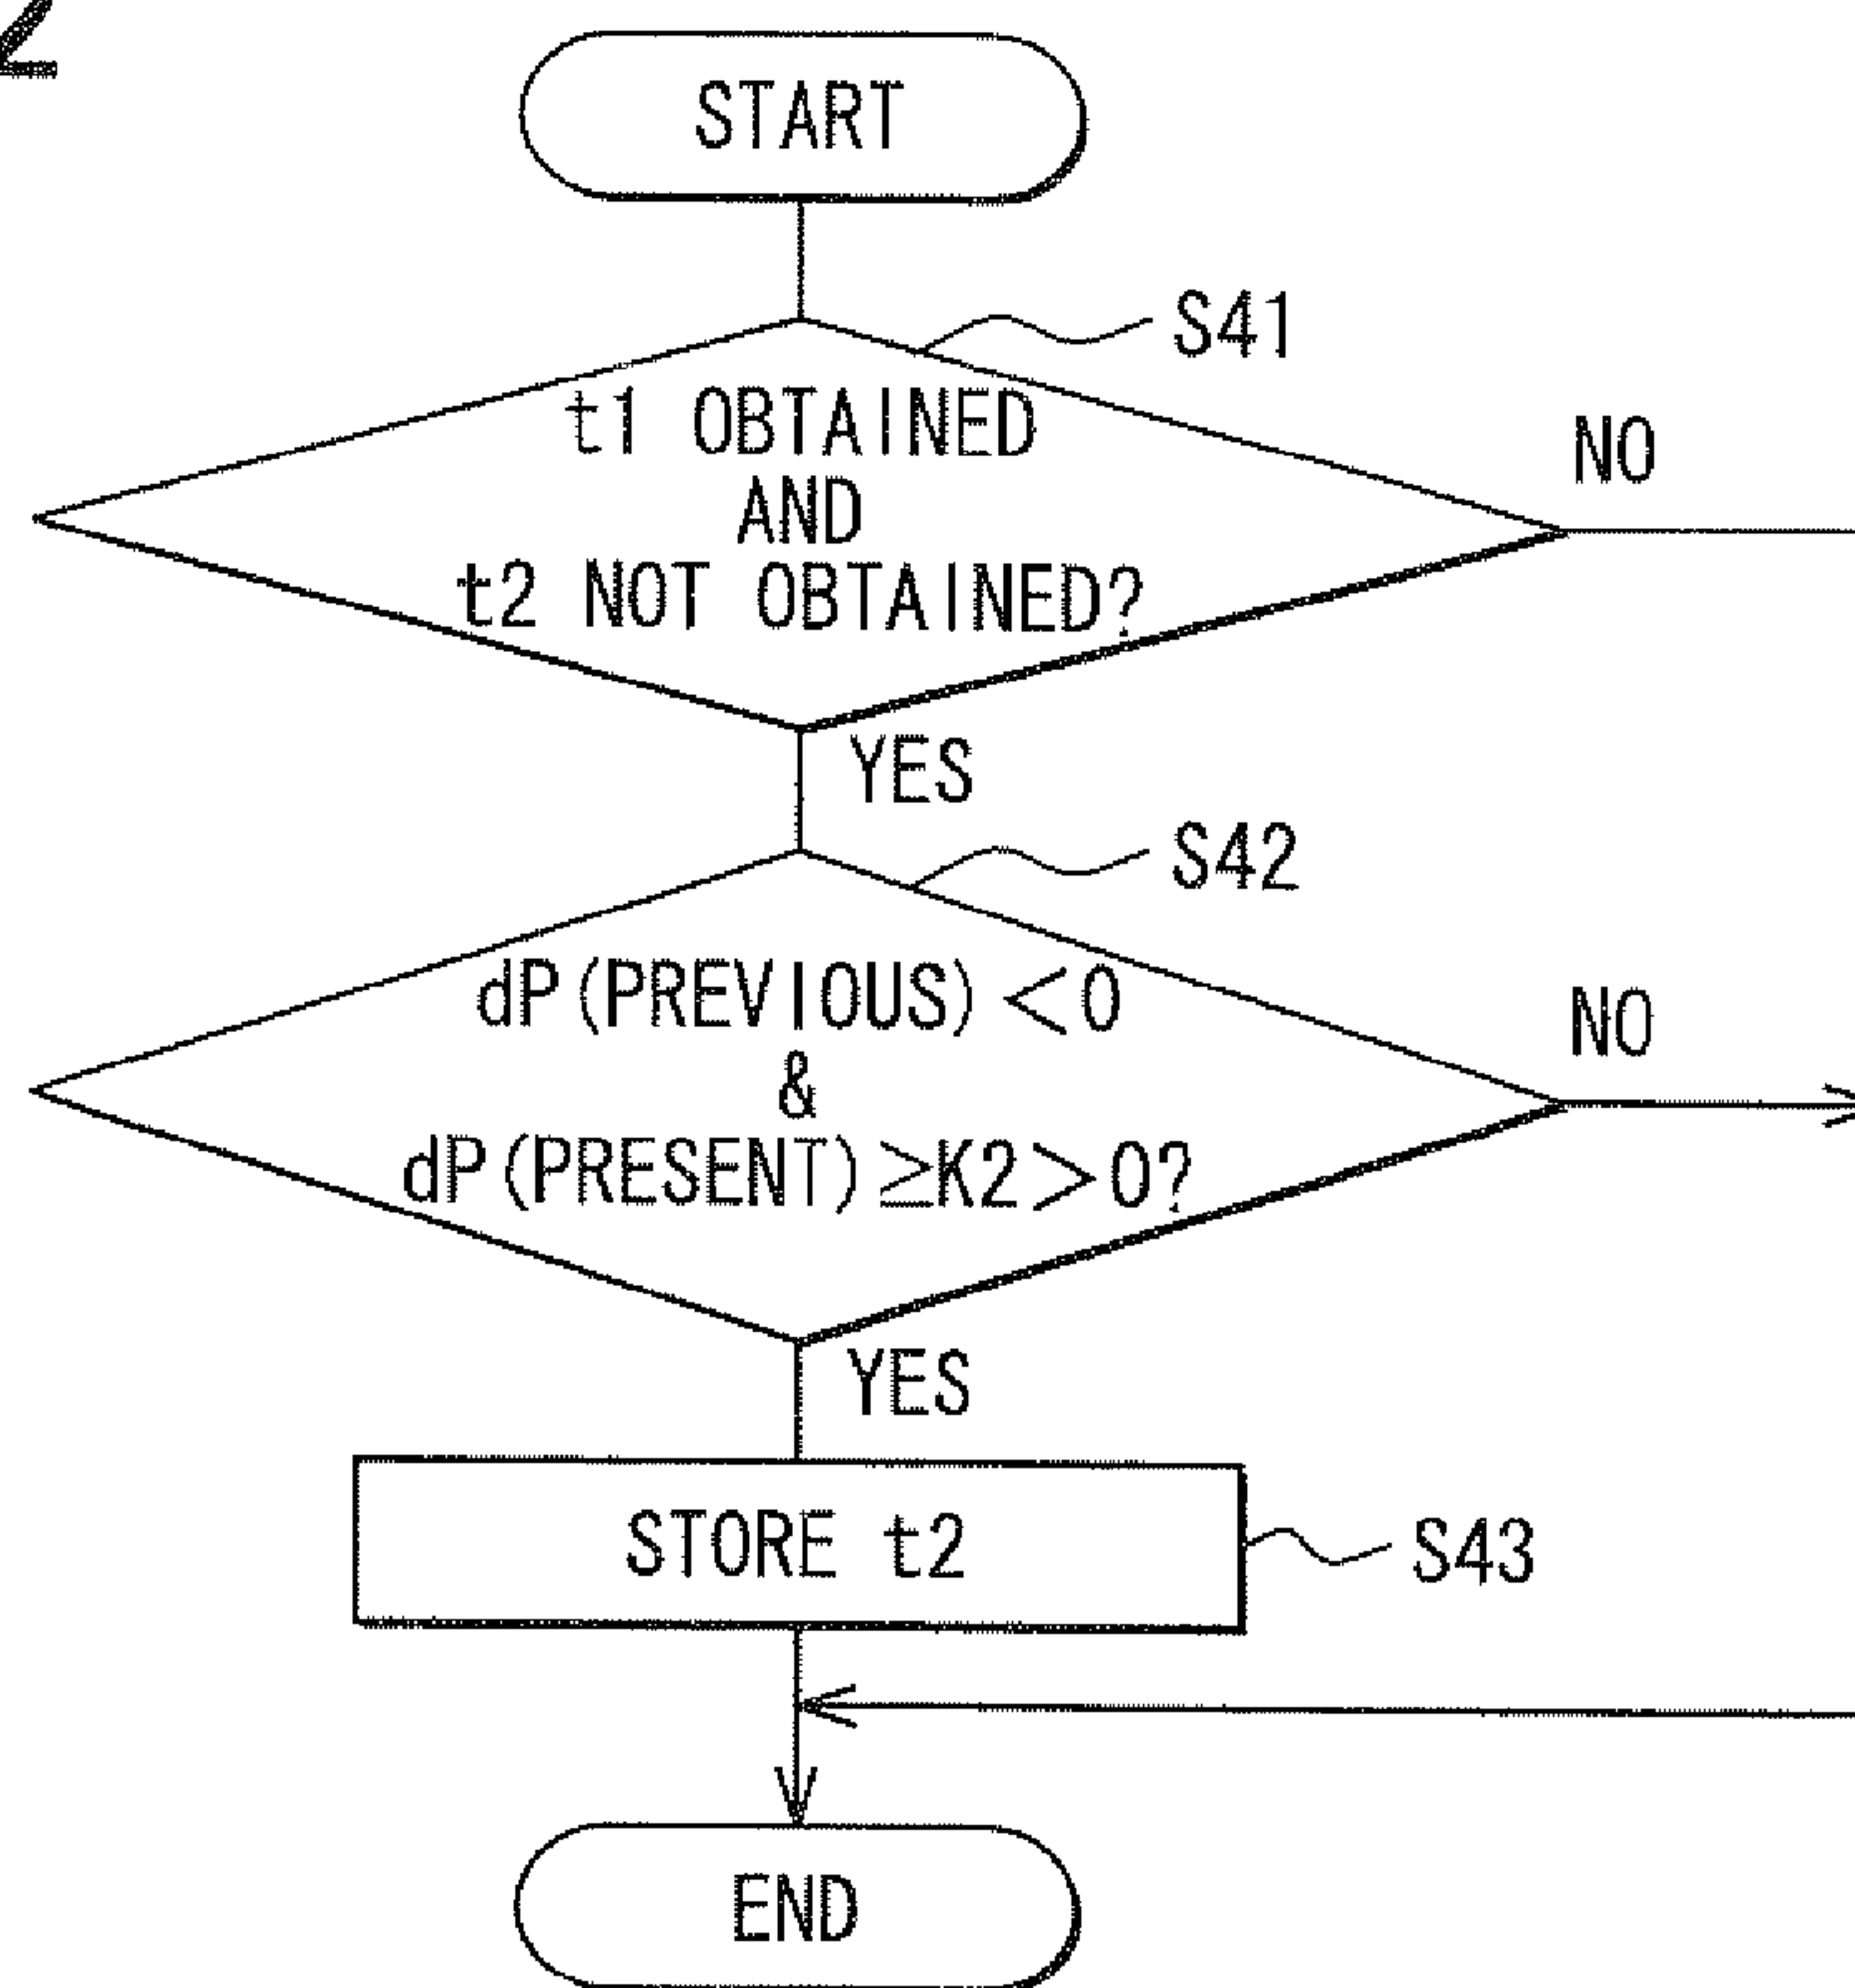 2
START
S41
t1 OBTAINED
AND
t2 NOT OBTAINED?
NO
YES
S42
dP(PREVIOUS)<0
&
dP(PRESENT)≥K2>0?
NO
YES
STORE t2
S43
END